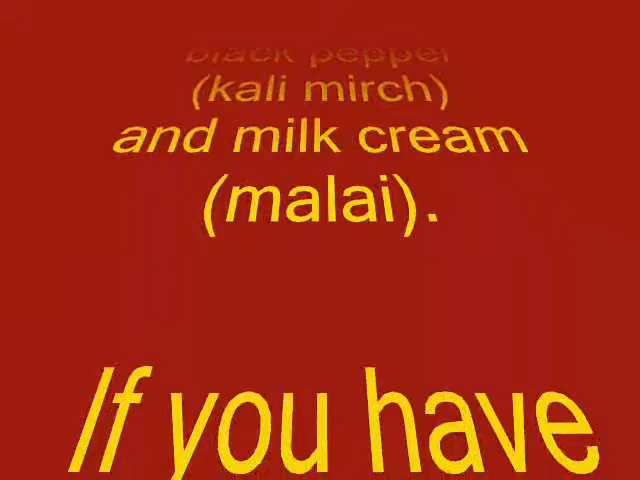 black pepper
(kali mirch)
and milk cream
(malai).
If you have